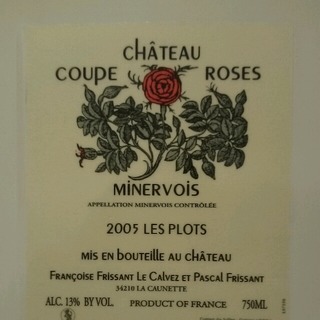 CHÂTEAU
COUPE ROSES
MINERVOIS
APPELLATION MINERVOIS CONTRÔLÉE
2005 LES PLOTS
MIS EN bOUTEILLE AU CHÂTEAU
FRANÇOISE FRISSANT LE CALVEZ ET PASCAL FRISSANT
34210 LA CAUNETTE
ALC. 13% BY VOL. PRODUCT OF FRANCE 750ML